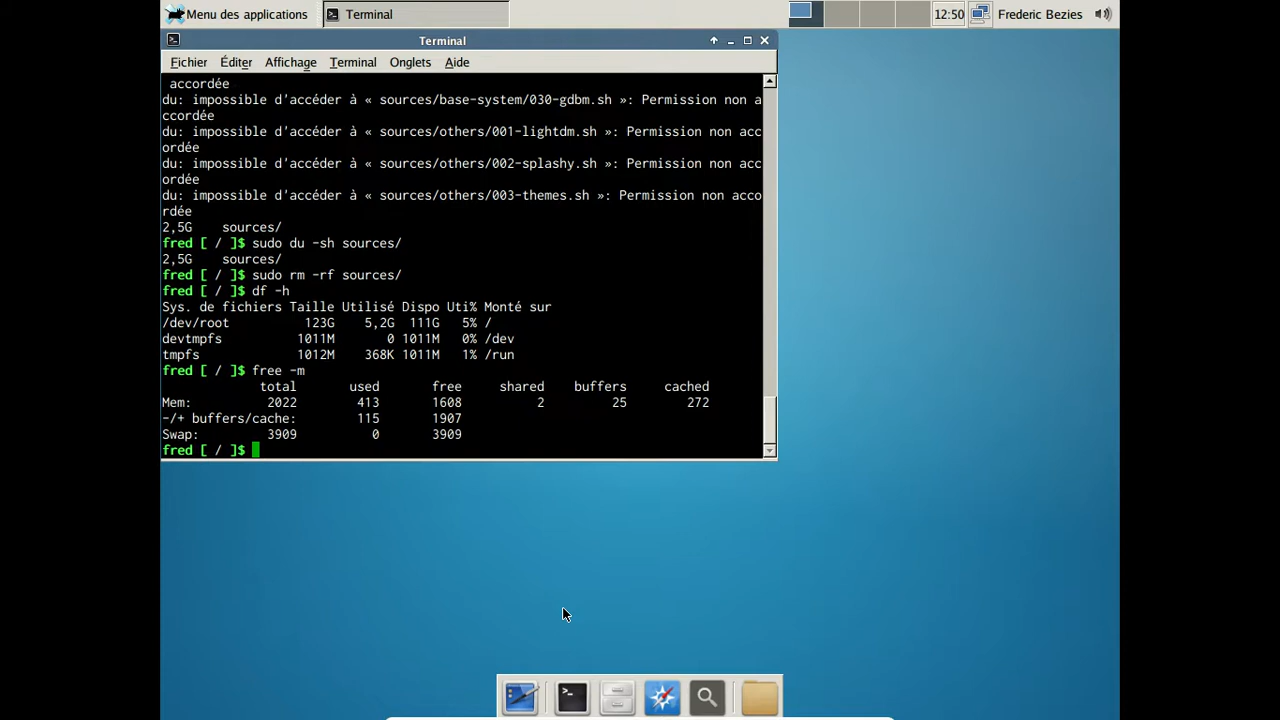 Menu des applications
Terminal
12:50
Frederic Bezies
Terminal
Fichier Éditer Affichage Terminal Onglets Aide
accordée
du: impossible d'accéder à « sources/base-system/030-gdbm.sh »: Permission non a
ccordée
du: impossible d'accéder à « sources/others/001-lightdm.sh »: Permission non acc
ordée
du: impossible d'accéder à « sources/others/002-splashy.sh »: Permission non acc
ordée
du: impossible d'accéder à « sources/others/003-themes.sh »: Permission non acco
rdée
2,5G    sources/
fred [ / ]$ sudo du -sh sources/
2,5G    sources/
fred [ / ]$ sudo rm -rf sources/
fred [ / ]$ df -h
Sys. de fichiers Taille Utilisé Dispo Uti% Monté sur
/dev/root          123G    5,2G  111G   5% /
devtmpfs          1011M       0 1011M   0% /dev
tmpfs             1012M    368K 1011M   1% /run
fred [ / ]$ free -m
             total       used       free     shared    buffers     cached
Mem:          2022        413       1608          2         25        272
-/+ buffers/cache:        115       1907
Swap:         3909          0       3909
fred [ / ]$